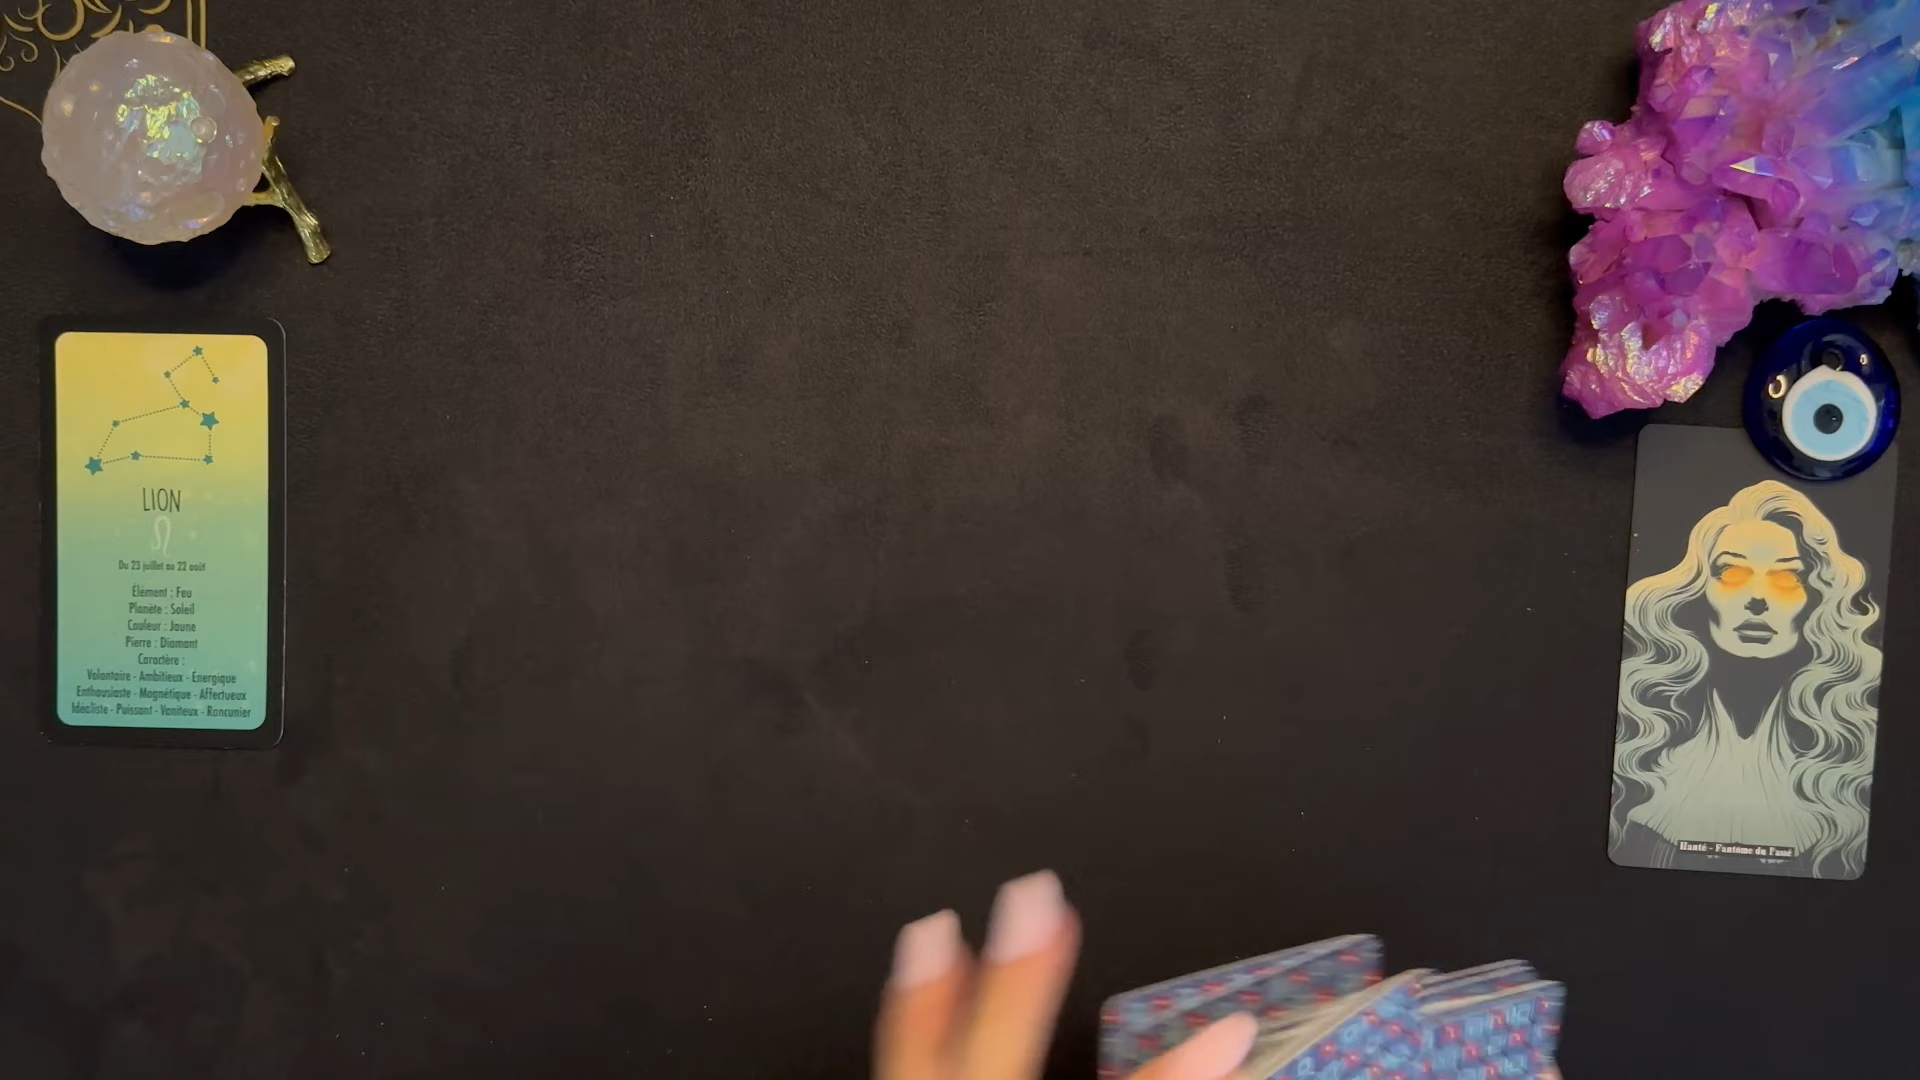 LION
♌
Du 23 juillet au 22 août
Élément : Feu
Planète : Soleil
Couleur : Jaune
Pierre : Diamant
Caractère :
Volontaire - Ambitieux - Énergique
Enthousiaste - Magnétique - Affectueux
Idéaliste - Puissant - Vaniteux - Rancunier
Hanté - Fantôme du Passé